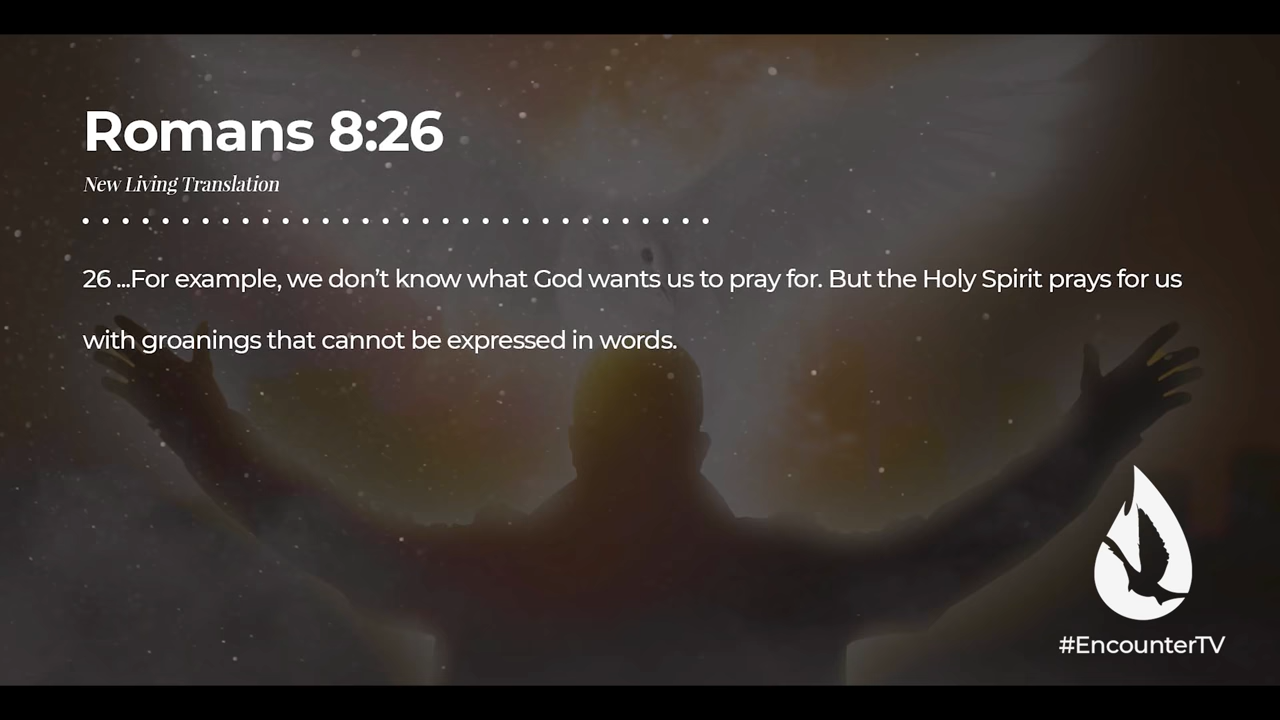 Romans 8:26
New Living Translation
26 ...For example, we don’t know what God wants us to pray for. But the Holy Spirit prays for us
with groanings that cannot be expressed in words.
#EncounterTV